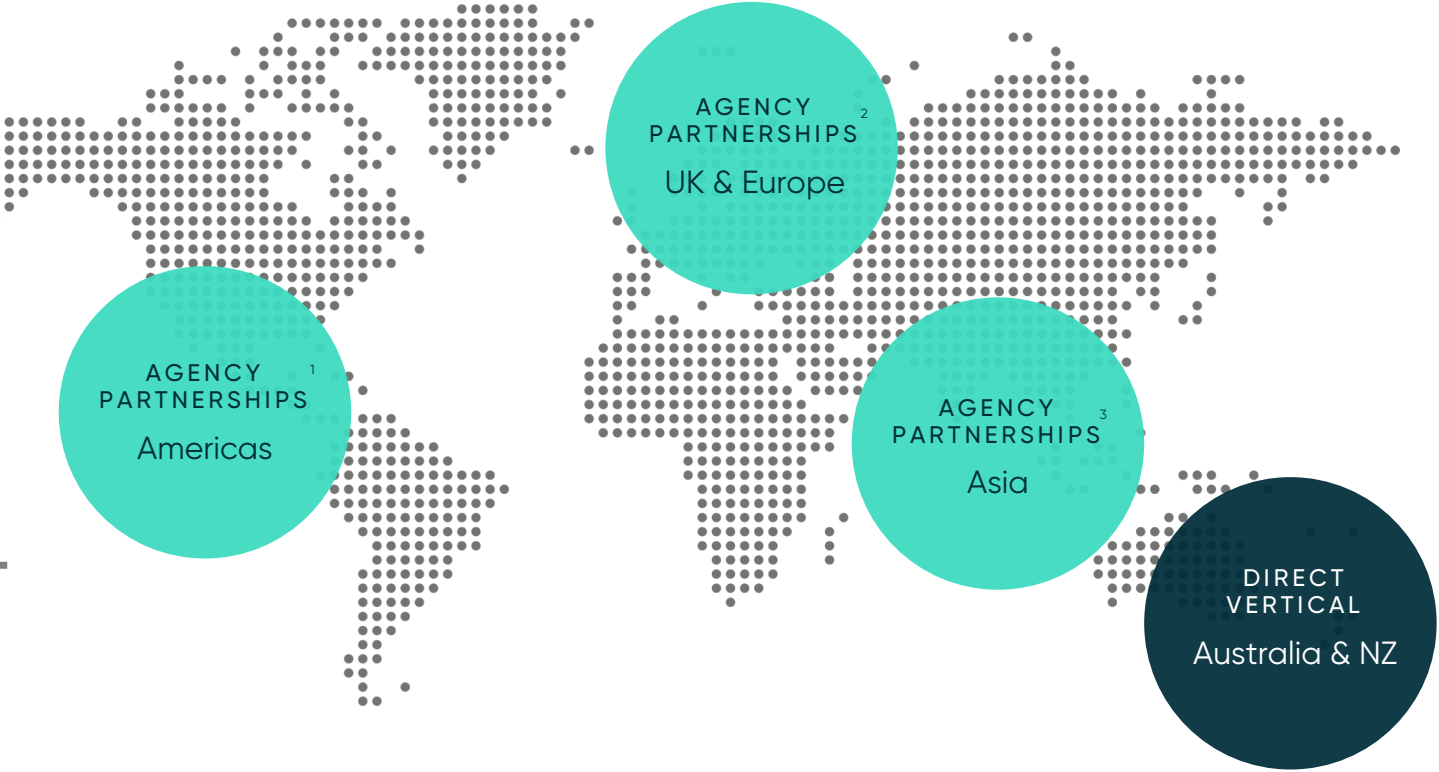 AGENCY
PARTNERSHIPS 2
UK & Europe
AGENCY 1
PARTNERSHIPS
Americas
AGENCY
PARTNERSHIPS 3
Asia
DIRECT
VERTICAL
Australia & NZ